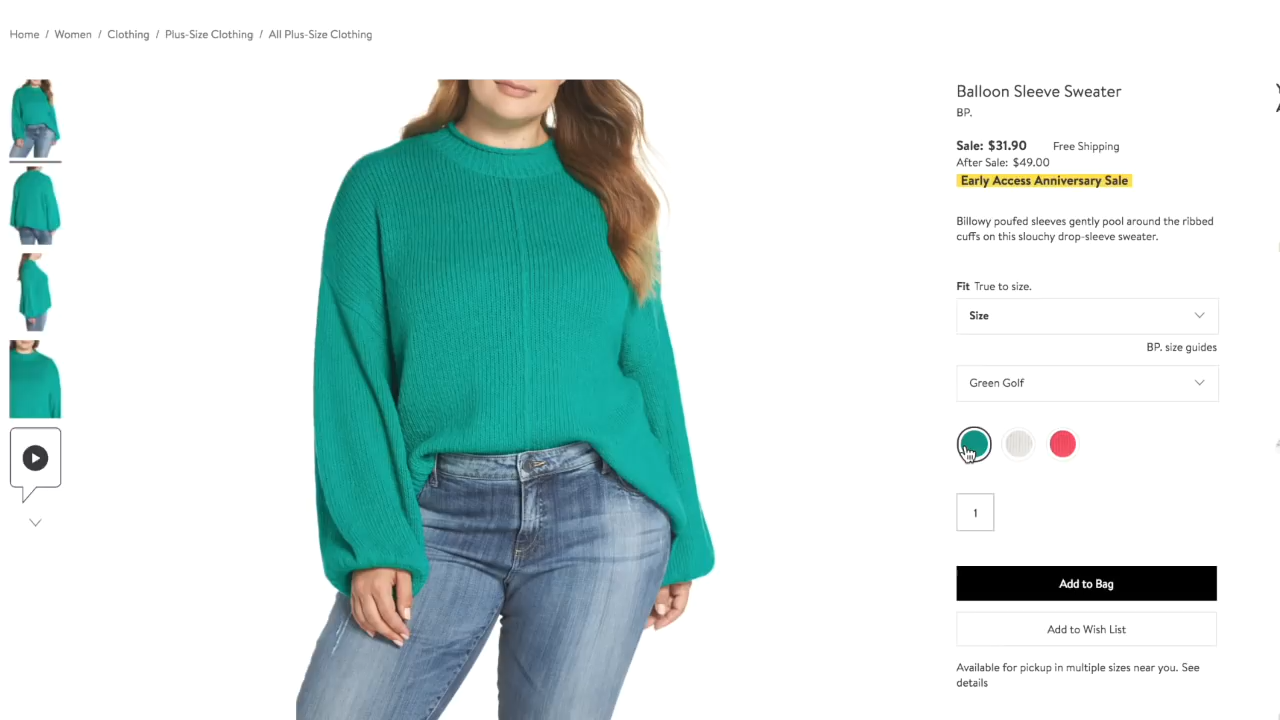 Home / Women / Clothing / Plus-Size Clothing / All Plus-Size Clothing
Balloon Sleeve Sweater
BP.
Sale: $31.90 Free Shipping
After Sale: $49.00
Early Access Anniversary Sale
Billowy poufed sleeves gently pool around the ribbed
cuffs on this slouchy drop-sleeve sweater.
Fit True to size.
Size
BP. size guides
Green Golf
1
Add to Bag
Add to Wish List
Available for pickup in multiple sizes near you. See
details